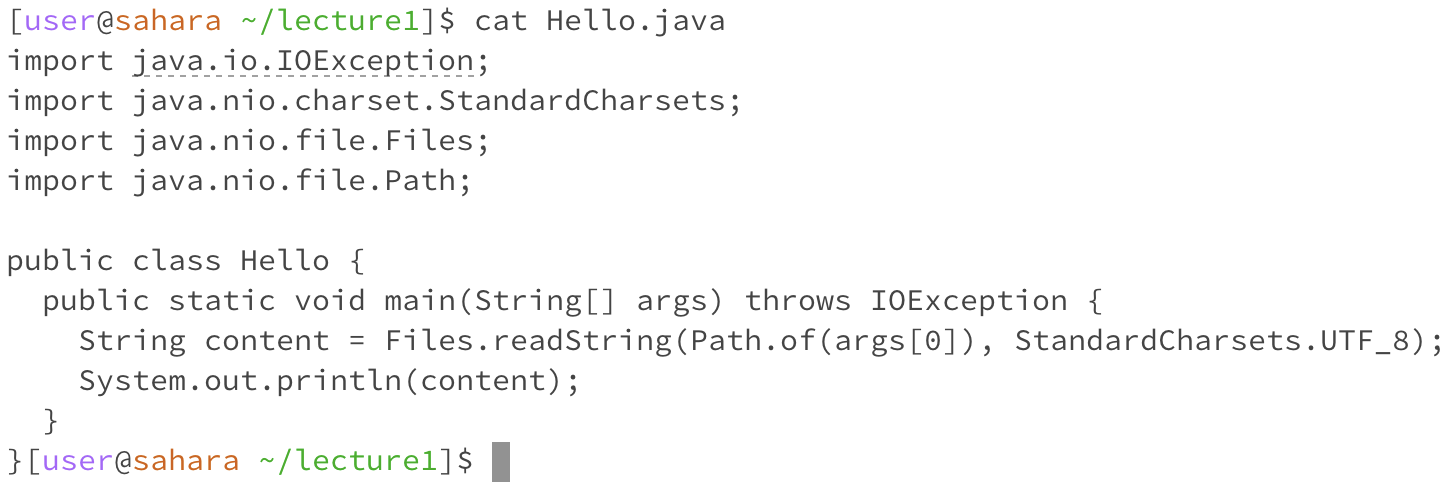 [user@sahara ~/lecture1]$ cat Hello.java
import java.io.IOException;
import java.nio.charset.StandardCharsets;
import java.nio.file.Files;
import java.nio.file.Path;

public class Hello {
  public static void main(String[] args) throws IOException {
    String content = Files.readString(Path.of(args[0]), StandardCharsets.UTF_8);
    System.out.println(content);
  }
}[user@sahara ~/lecture1]$